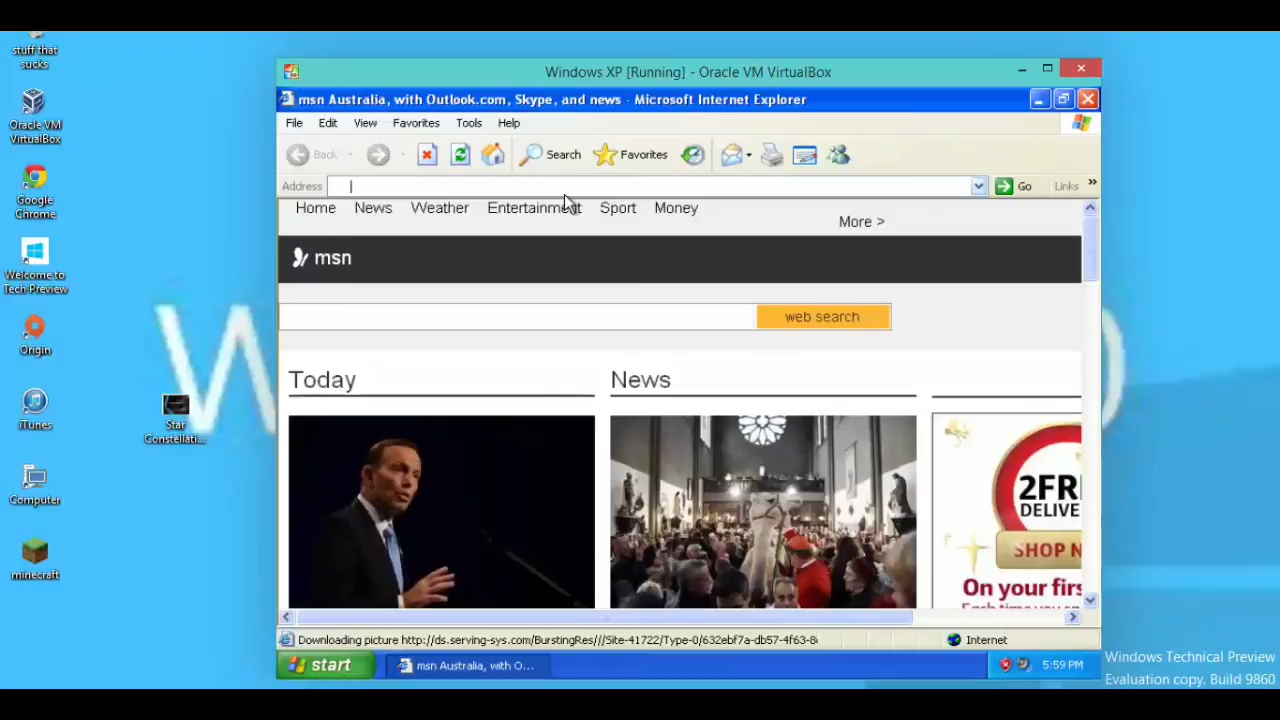 stuff that
sucks
Oracle VM
VirtualBox
Google
Chrome
Welcome to
Tech Preview
Origin
iTunes
Computer
minecraft
Star
Constellati...
Windows XP [Running] - Oracle VM VirtualBox
msn Australia, with Outlook.com, Skype, and news - Microsoft Internet Explorer
File Edit View Favorites Tools Help
Back Search Favorites
Address Go Links »
Home News Weather Entertainment Sport Money
More >
msn
web search
Today News
2FR
DELIVE
SHOP N
On your firs
Each time you s
Downloading picture http://ds.serving-sys.com/BurstingRes///Site-41722/Type-0/632ebf7a-db57-4f63-8
Internet
start msn Australia, with O... 5:59 PM
Windows Technical Preview
Evaluation copy. Build 9860